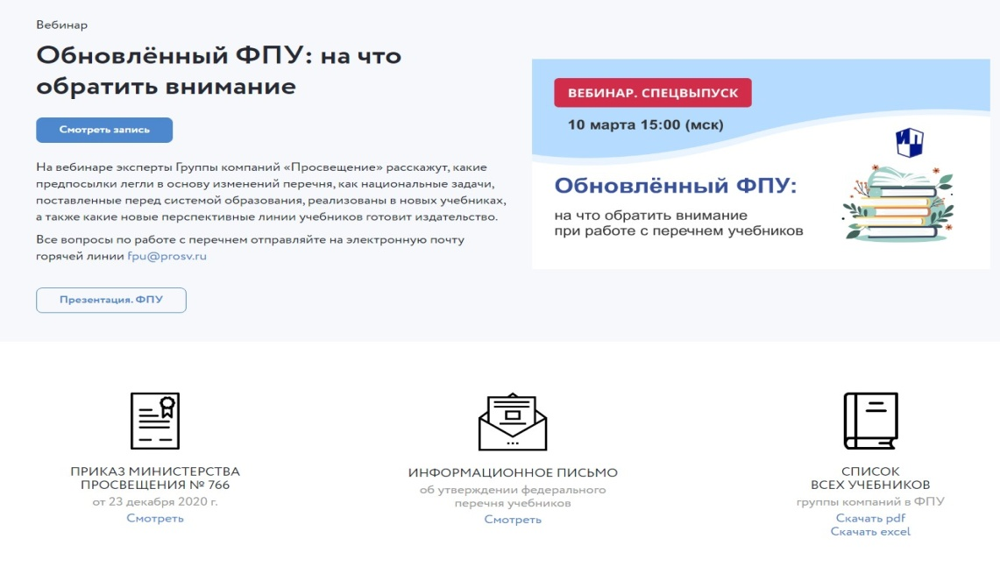 Вебинар
Обновлённый ФПУ: на что
обратить внимание
Смотреть запись
На вебинаре эксперты Группы компаний «Просвещение» расскажут, какие
предпосылки легли в основу изменений перечня, как национальные задачи,
поставленные перед системой образования, реализованы в новых учебниках,
а также какие новые перспективные линии учебников готовит издательство.
Все вопросы по работе с перечнем отправляйте на электронную почту
горячей линии fpu@prosv.ru
Презентация. ФПУ
ВЕБИНАР. СПЕЦВЫПУСК
10 марта 15:00 (мск)
ИП
Обновлённый ФПУ:
на что обратить внимание
при работе с перечнем учебников
ПРИКАЗ МИНИСТЕРСТВА
ПРОСВЕЩЕНИЯ № 766
от 23 декабря 2020 г.
Смотреть
ИНФОРМАЦИОННОЕ ПИСЬМО
об утверждении федерального
перечня учебников
Смотреть
СПИСОК
ВСЕХ УЧЕБНИКОВ
группы компаний в ФПУ
Скачать pdf
Скачать excel